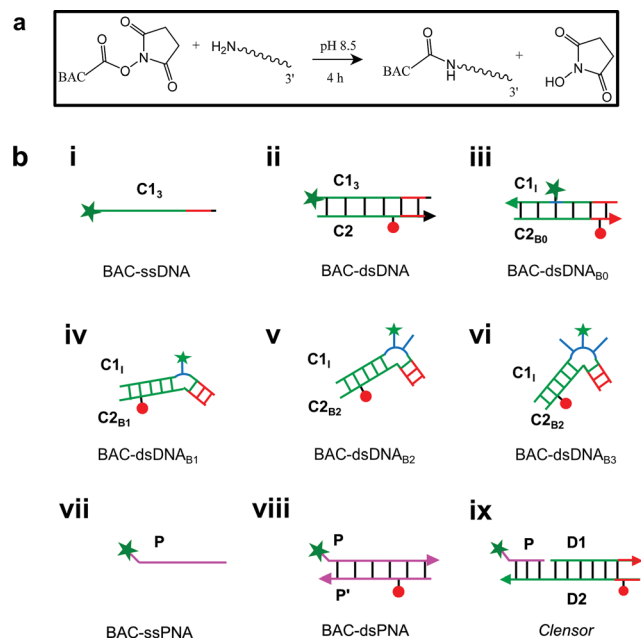 a
BAC O O O N O + H₂N 3' pH 8.5 4 h BAC O N H 3' + O HO N O
b
i ii iii
C1₃ C1₃ C2 C1I C2B0
BAC-ssDNA BAC-dsDNA BAC-dsDNAB0
iv v vi
C1I C2B1 C1I C2B2 C1I C2B2
BAC-dsDNAB1 BAC-dsDNAB2 BAC-dsDNAB3
vii viii ix
P P P' P D1 D2
BAC-ssPNA BAC-dsPNA Clensor